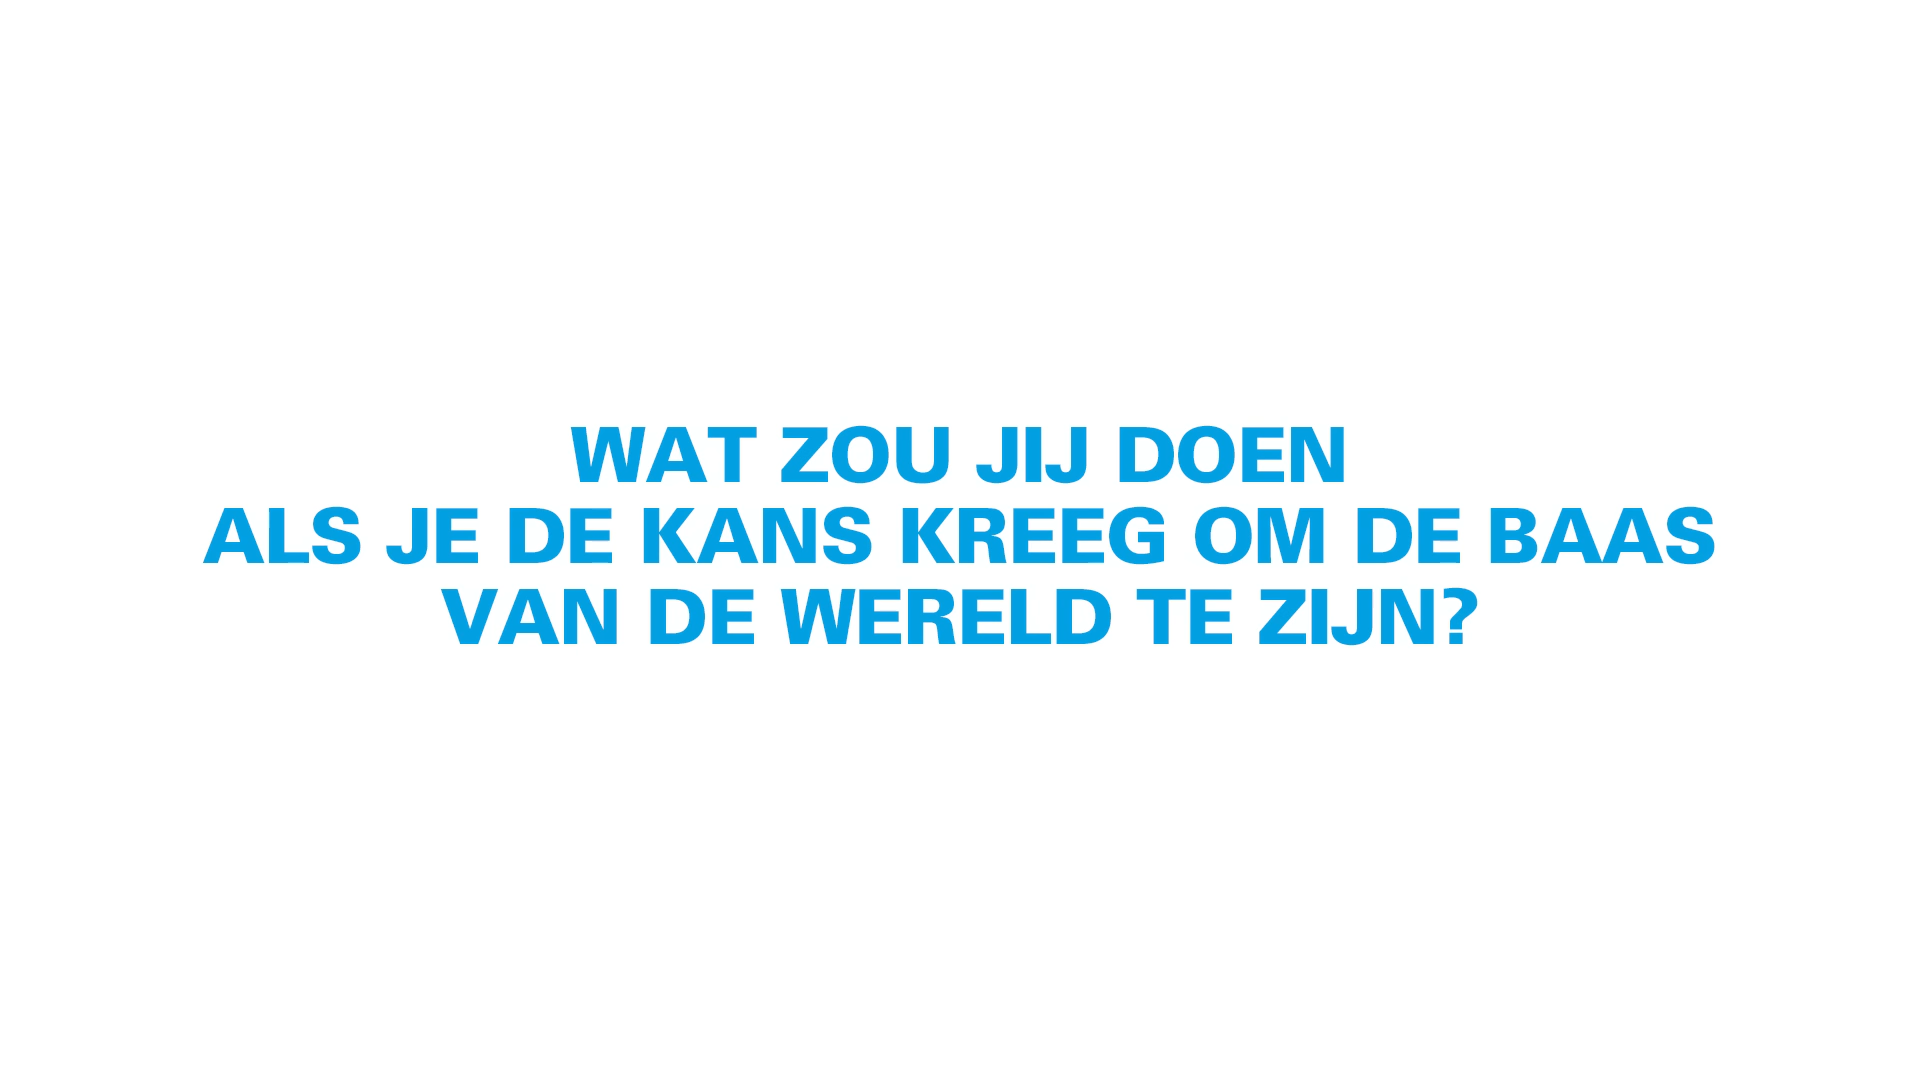 WAT ZOU JIJ DOEN
ALS JE DE KANS KREEG OM DE BAAS
VAN DE WERELD TE ZIJN?